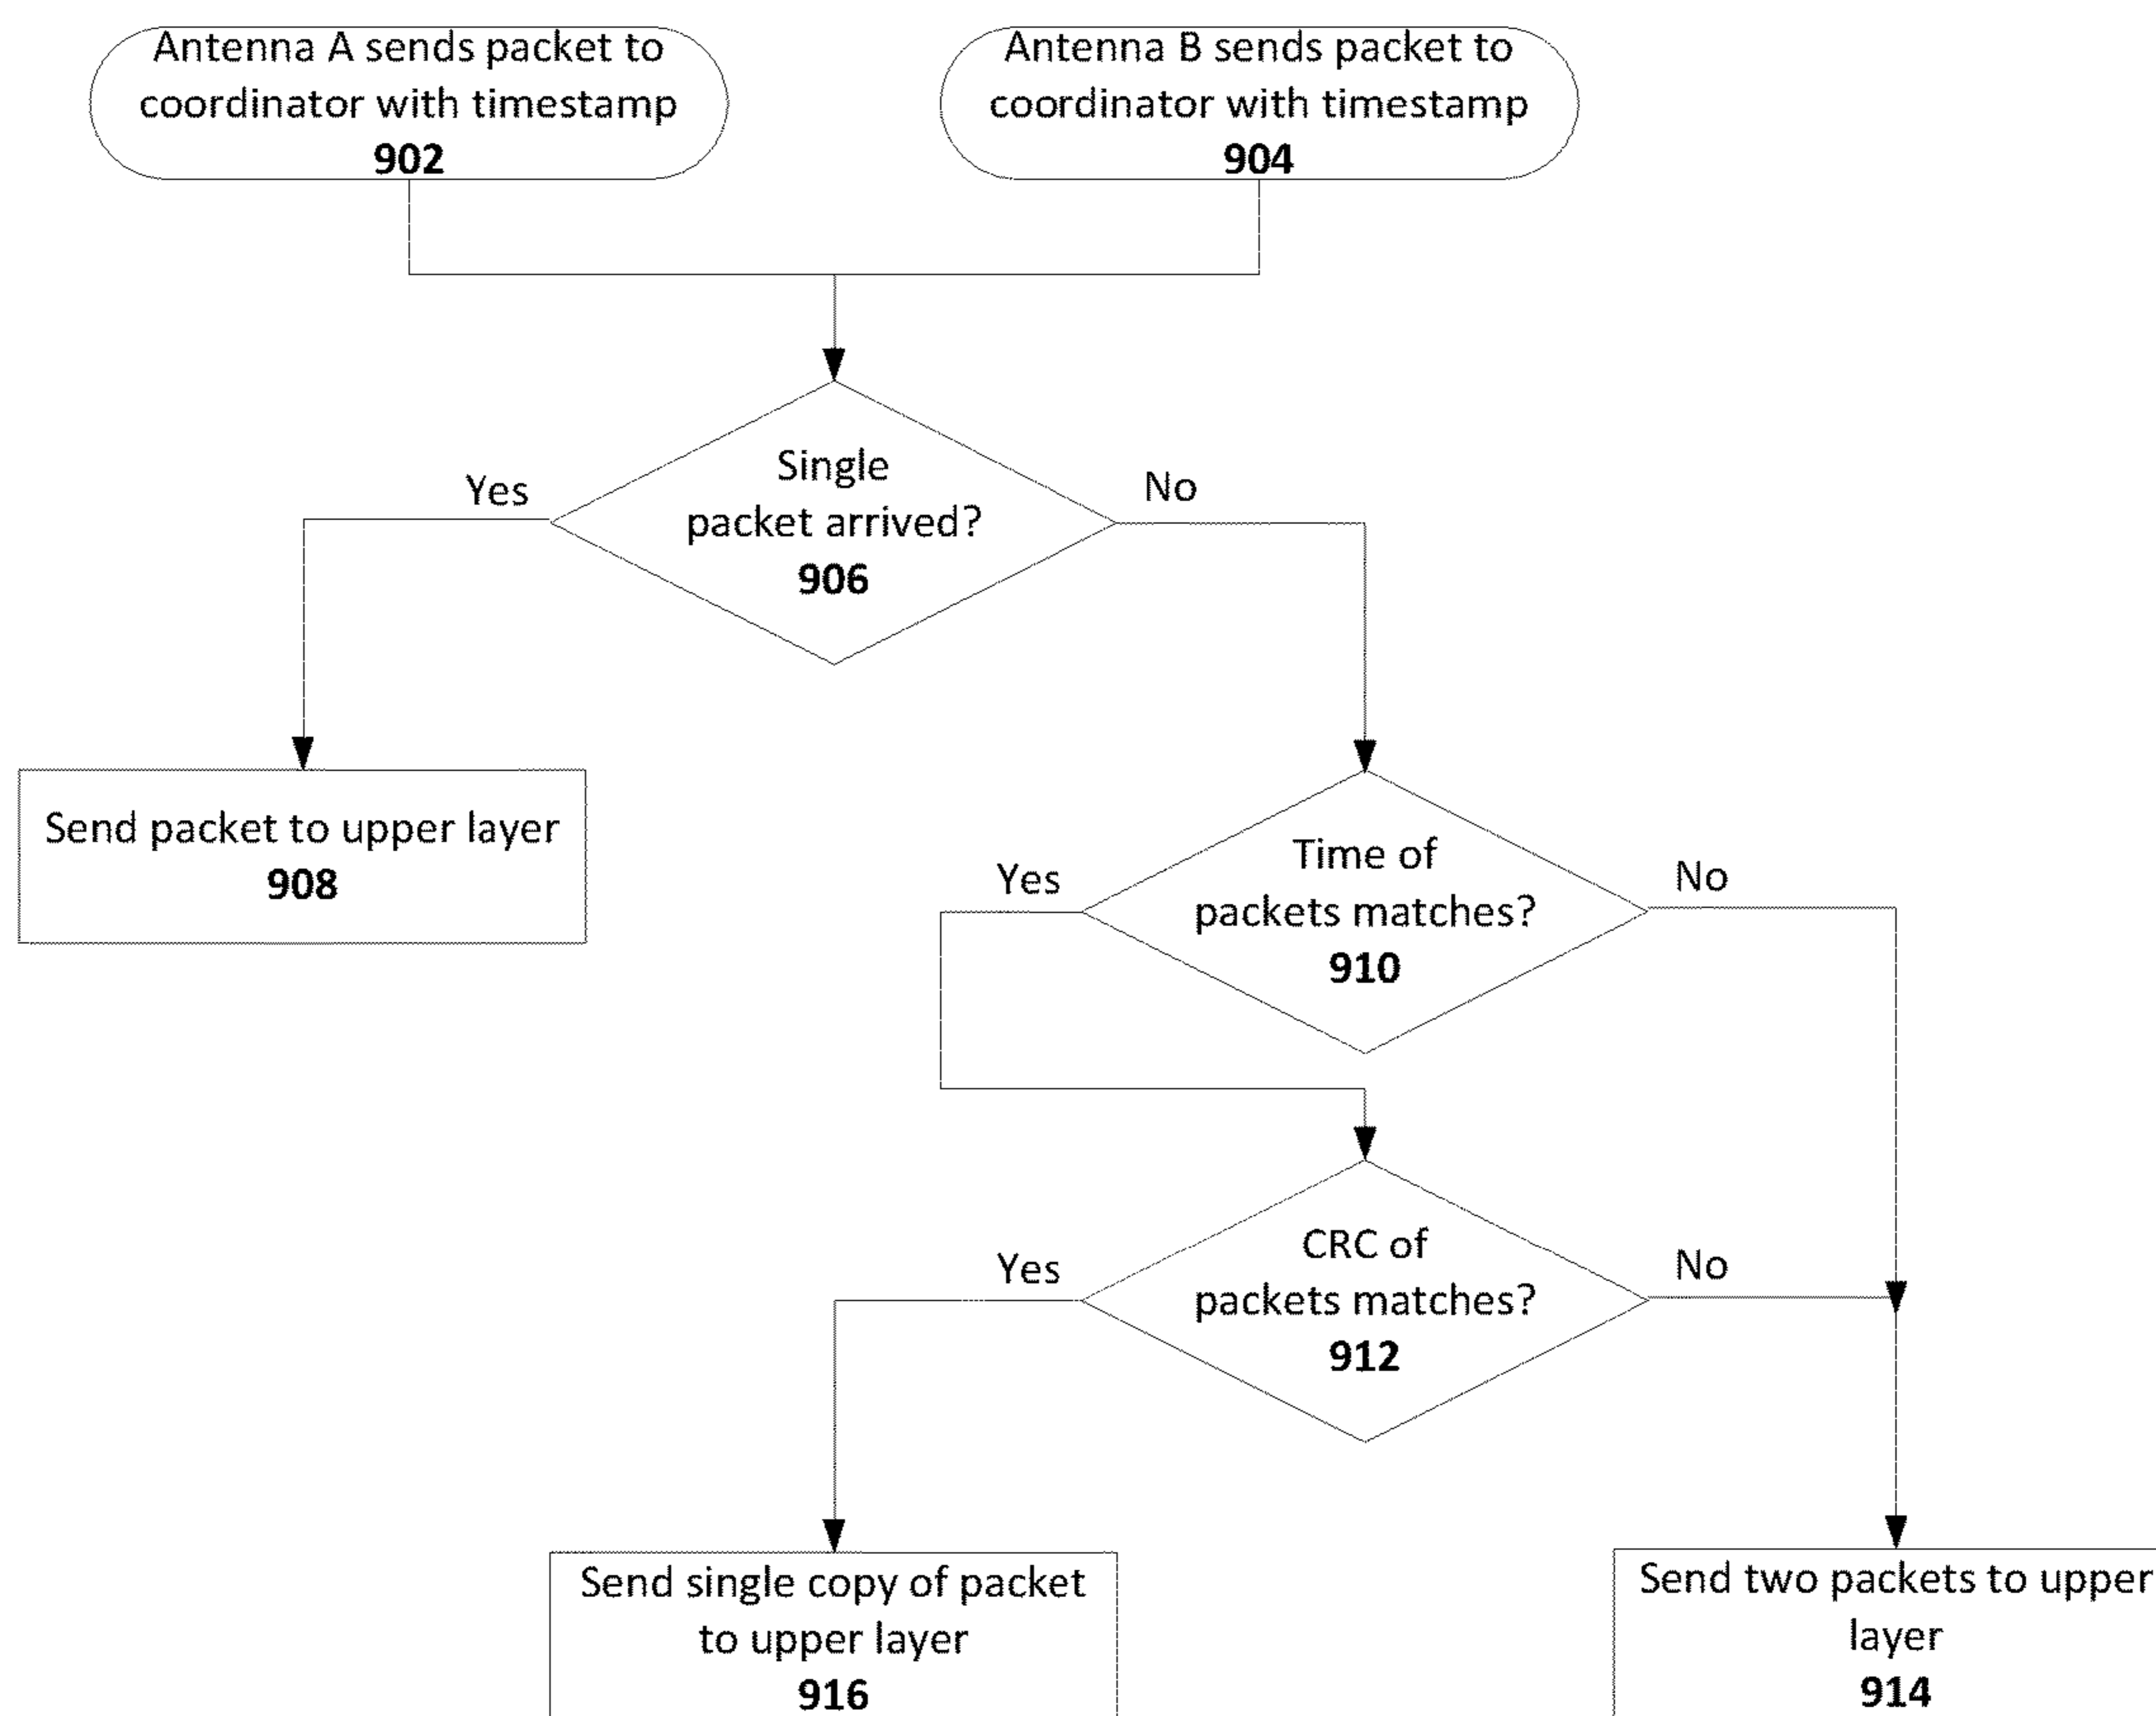 Antenna A sends packet to
coordinator with timestamp
902
Antenna B sends packet to
coordinator with timestamp
904
Single
packet arrived?
906
Yes
No
Send packet to upper layer
908
Time of
packets matches?
910
Yes
No
CRC of
packets matches?
912
Yes
No
Send single copy of packet
to upper layer
916
Send two packets to upper
layer
914